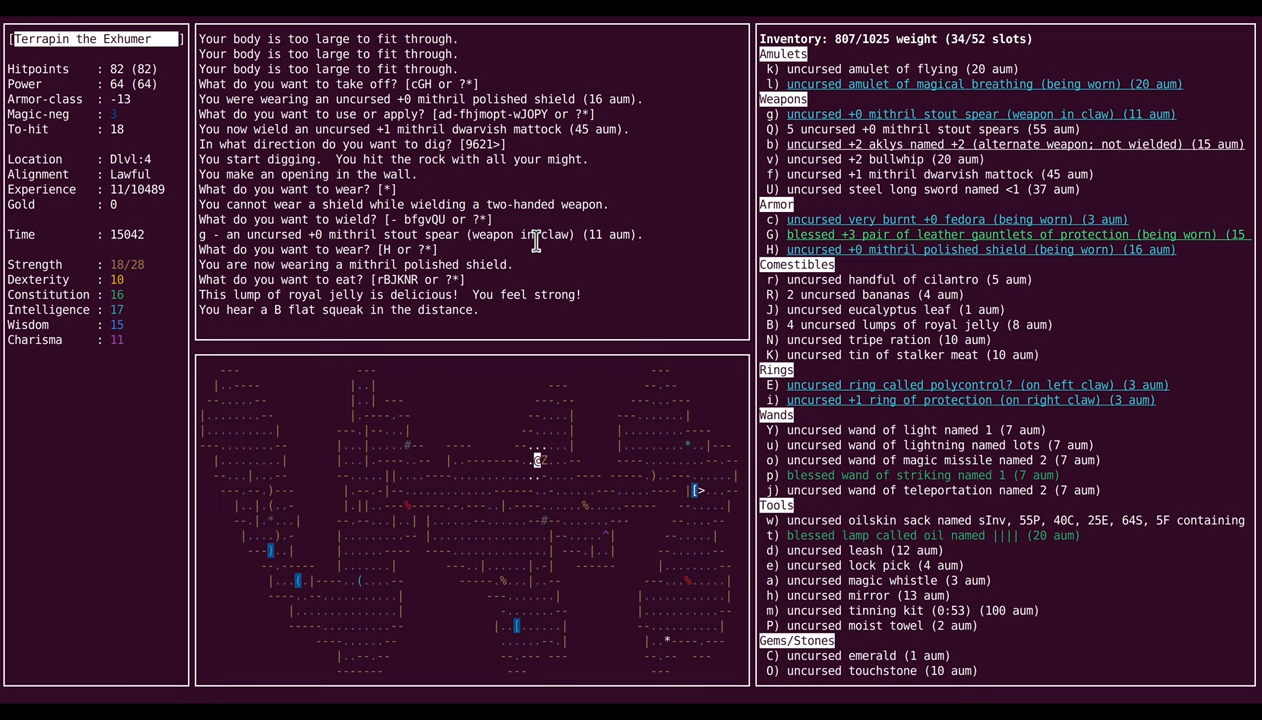 [Terrapin the Exhumer ]
Hitpoints : 82 (82)
Power : 64 (64)
Armor-class : -13
Magic-neg : 3
To-hit : 18
Location : Dlvl:4
Alignment : Lawful
Experience : 11/10489
Gold : 0
Time : 15042
Strength : 18/28
Dexterity : 10
Constitution : 16
Intelligence : 17
Wisdom : 15
Charisma : 11
Your body is too large to fit through.
Your body is too large to fit through.
Your body is too large to fit through.
What do you want to take off? [cGH or ?*]
You were wearing an uncursed +0 mithril polished shield (16 aum).
What do you want to use or apply? [ad-fhjmopt-wJOPY or ?*]
You now wield an uncursed +1 mithril dwarvish mattock (45 aum).
In what direction do you want to dig? [9621>]
You start digging.  You hit the rock with all your might.
You make an opening in the wall.
What do you want to wear? [*]
You cannot wear a shield while wielding a two-handed weapon.
What do you want to wield? [- bfgvQU or ?*]
g - an uncursed +0 mithril stout spear (weapon in claw) (11 aum).
What do you want to wear? [H or ?*]
You are now wearing a mithril polished shield.
What do you want to eat? [rBJKNR or ?*]
This lump of royal jelly is delicious!  You feel strong!
You hear a B flat squeak in the distance.
Inventory: 807/1025 weight (34/52 slots)
Amulets
k) uncursed amulet of flying (20 aum)
l) uncursed amulet of magical breathing (being worn) (20 aum)
Weapons
g) uncursed +0 mithril stout spear (weapon in claw) (11 aum)
Q) 5 uncursed +0 mithril stout spears (55 aum)
b) uncursed +2 aklys named +2 (alternate weapon; not wielded) (15 aum)
v) uncursed +2 bullwhip (20 aum)
f) uncursed +1 mithril dwarvish mattock (45 aum)
U) uncursed steel long sword named <1 (37 aum)
Armor
c) uncursed very burnt +0 fedora (being worn) (3 aum)
G) blessed +3 pair of leather gauntlets of protection (being worn) (15
H) uncursed +0 mithril polished shield (being worn) (16 aum)
Comestibles
r) uncursed handful of cilantro (5 aum)
R) 2 uncursed bananas (4 aum)
J) uncursed eucalyptus leaf (1 aum)
B) 4 uncursed lumps of royal jelly (8 aum)
N) uncursed tripe ration (10 aum)
K) uncursed tin of stalker meat (10 aum)
Rings
E) uncursed ring called polycontrol? (on left claw) (3 aum)
i) uncursed +1 ring of protection (on right claw) (3 aum)
Wands
Y) uncursed wand of light named 1 (7 aum)
u) uncursed wand of lightning named lots (7 aum)
o) uncursed wand of magic missile named 2 (7 aum)
p) blessed wand of striking named 1 (7 aum)
j) uncursed wand of teleportation named 2 (7 aum)
Tools
w) uncursed oilskin sack named sInv, 55P, 40C, 25E, 64S, 5F containing
t) blessed lamp called oil named |||| (20 aum)
d) uncursed leash (12 aum)
e) uncursed lock pick (4 aum)
a) uncursed magic whistle (3 aum)
h) uncursed mirror (13 aum)
m) uncursed tinning kit (0:53) (100 aum)
P) uncursed moist towel (2 aum)
Gems/Stones
C) uncursed emerald (1 aum)
O) uncursed touchstone (10 aum)